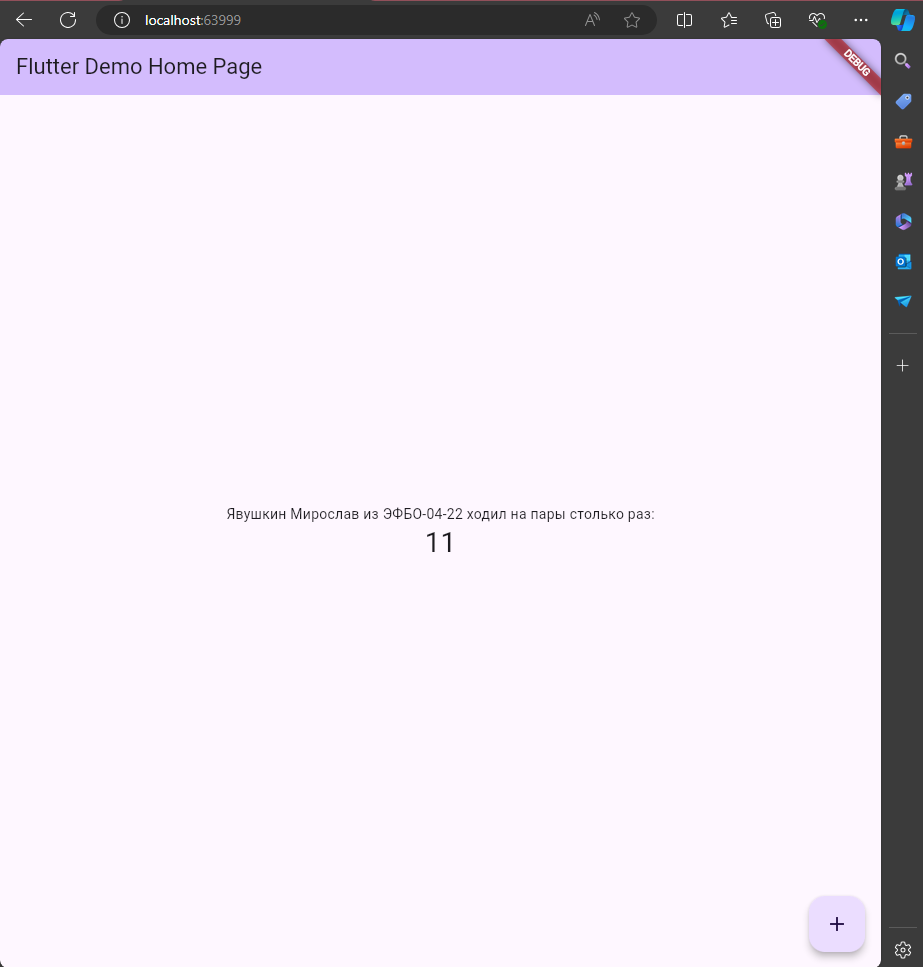 localhost:63999
Flutter Demo Home Page
DEBUG
Явушкин Мирослав из ЭФБО-04-22 ходил на пары столько раз:
11